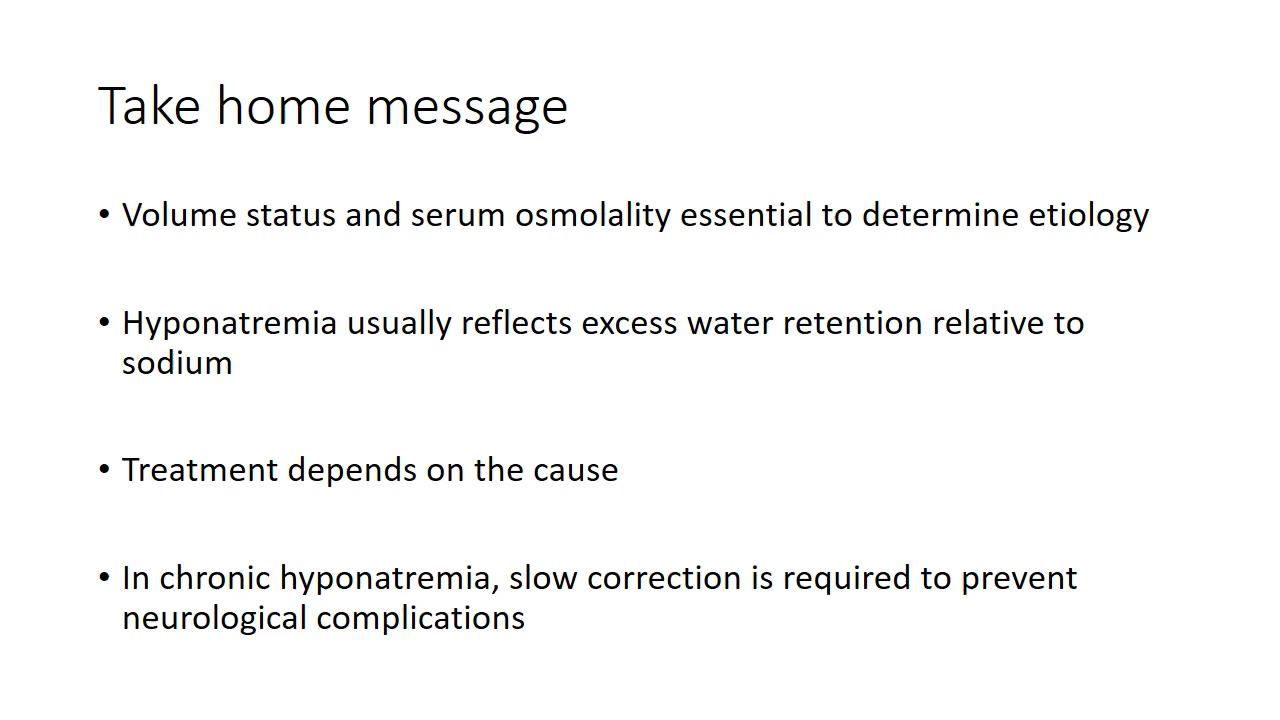 Take home message
• Volume status and serum osmolality essential to determine etiology
• Hyponatremia usually reflects excess water retention relative to
sodium
• Treatment depends on the cause
• In chronic hyponatremia, slow correction is required to prevent
neurological complications